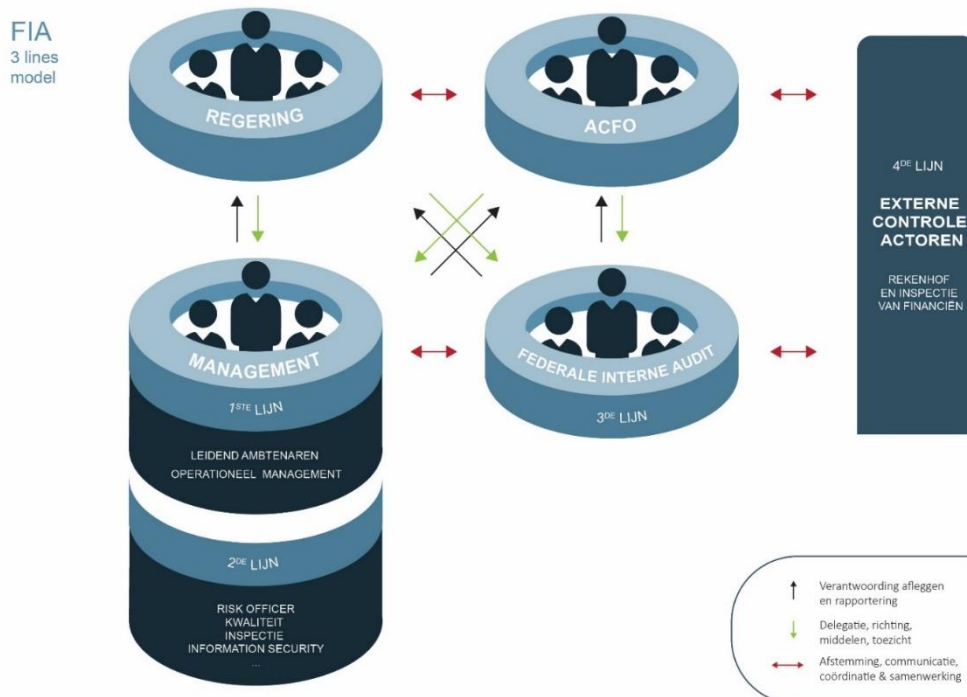 FIA
3 lines
model
REGERING
ACFO
4DE LIJN
EXTERNE
CONTROLE
ACTOREN
REKENHOF
EN INSPECTIE
VAN FINANCIËN
MANAGEMENT
1STE LIJN
LEIDEND AMBTENAREN
OPERATIONEEL MANAGEMENT
FEDERALE INTERNE AUDIT
3DE LIJN
2DE LIJN
RISK OFFICER
KWALITEIT
INSPECTIE
INFORMATION SECURITY
...
Verantwoording afleggen
en rapportering
Delegatie, richting,
middelen, toezicht
Afstemming, communicatie,
coördinatie & samenwerking